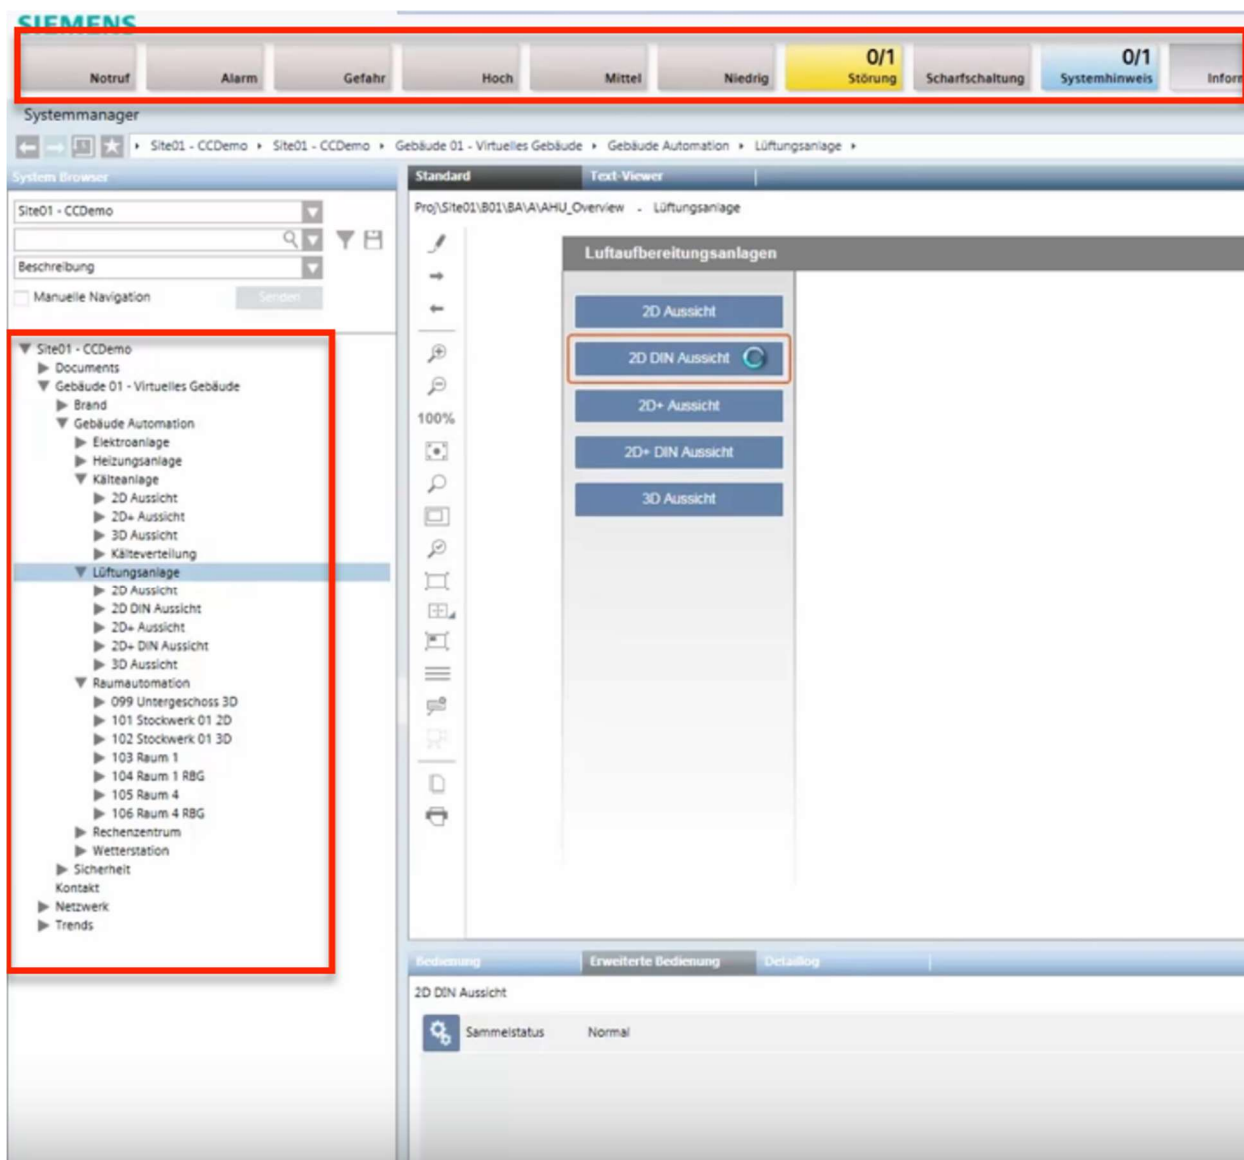 SIEMENS
Notruf
Alarm
Gefahr
Hoch
Mittel
Niedrig
0/1
Störung
Scharfschaltung
0/1
Systemhinweis
Inform
Systemmanager
Site01 - CCDemo
Site01 - CCDemo
Gebäude 01 - Virtuelles Gebäude
Gebäude Automation
Lüftungsanlage
System Browser
Site01 - CCDemo
Beschreibung
Manuelle Navigation
Senden
Site01 - CCDemo
Documents
Gebäude 01 - Virtuelles Gebäude
Brand
Gebäude Automation
Elektroanlage
Heizungsanlage
Kälteanlage
2D Aussicht
2D+ Aussicht
3D Aussicht
Kälteverteilung
Lüftungsanlage
2D Aussicht
2D DIN Aussicht
2D+ Aussicht
2D+ DIN Aussicht
3D Aussicht
Raumautomation
099 Untergeschoss 3D
101 Stockwerk 01 2D
102 Stockwerk 01 3D
103 Raum 1
104 Raum 1 RBG
105 Raum 4
106 Raum 4 RBG
Rechenzentrum
Wetterstation
Sicherheit
Kontakt
Netzwerk
Trends
Standard
Text-Viewer
Proj\Site01\B01\BA\A\AHU_Overview - Lüftungsanlage
100%
Luftaufbereitungsanlagen
2D Aussicht
2D DIN Aussicht
2D+ Aussicht
2D+ DIN Aussicht
3D Aussicht
Bedienung
Erweiterte Bedienung
Detaillog
2D DIN Aussicht
Sammelstatus
Normal